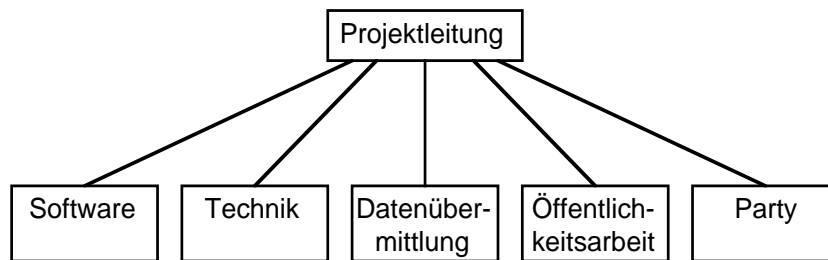 Projektleitung
Software
Technik
Datenüber-
mittlung
Öffentlich-
keitsarbeit
Party